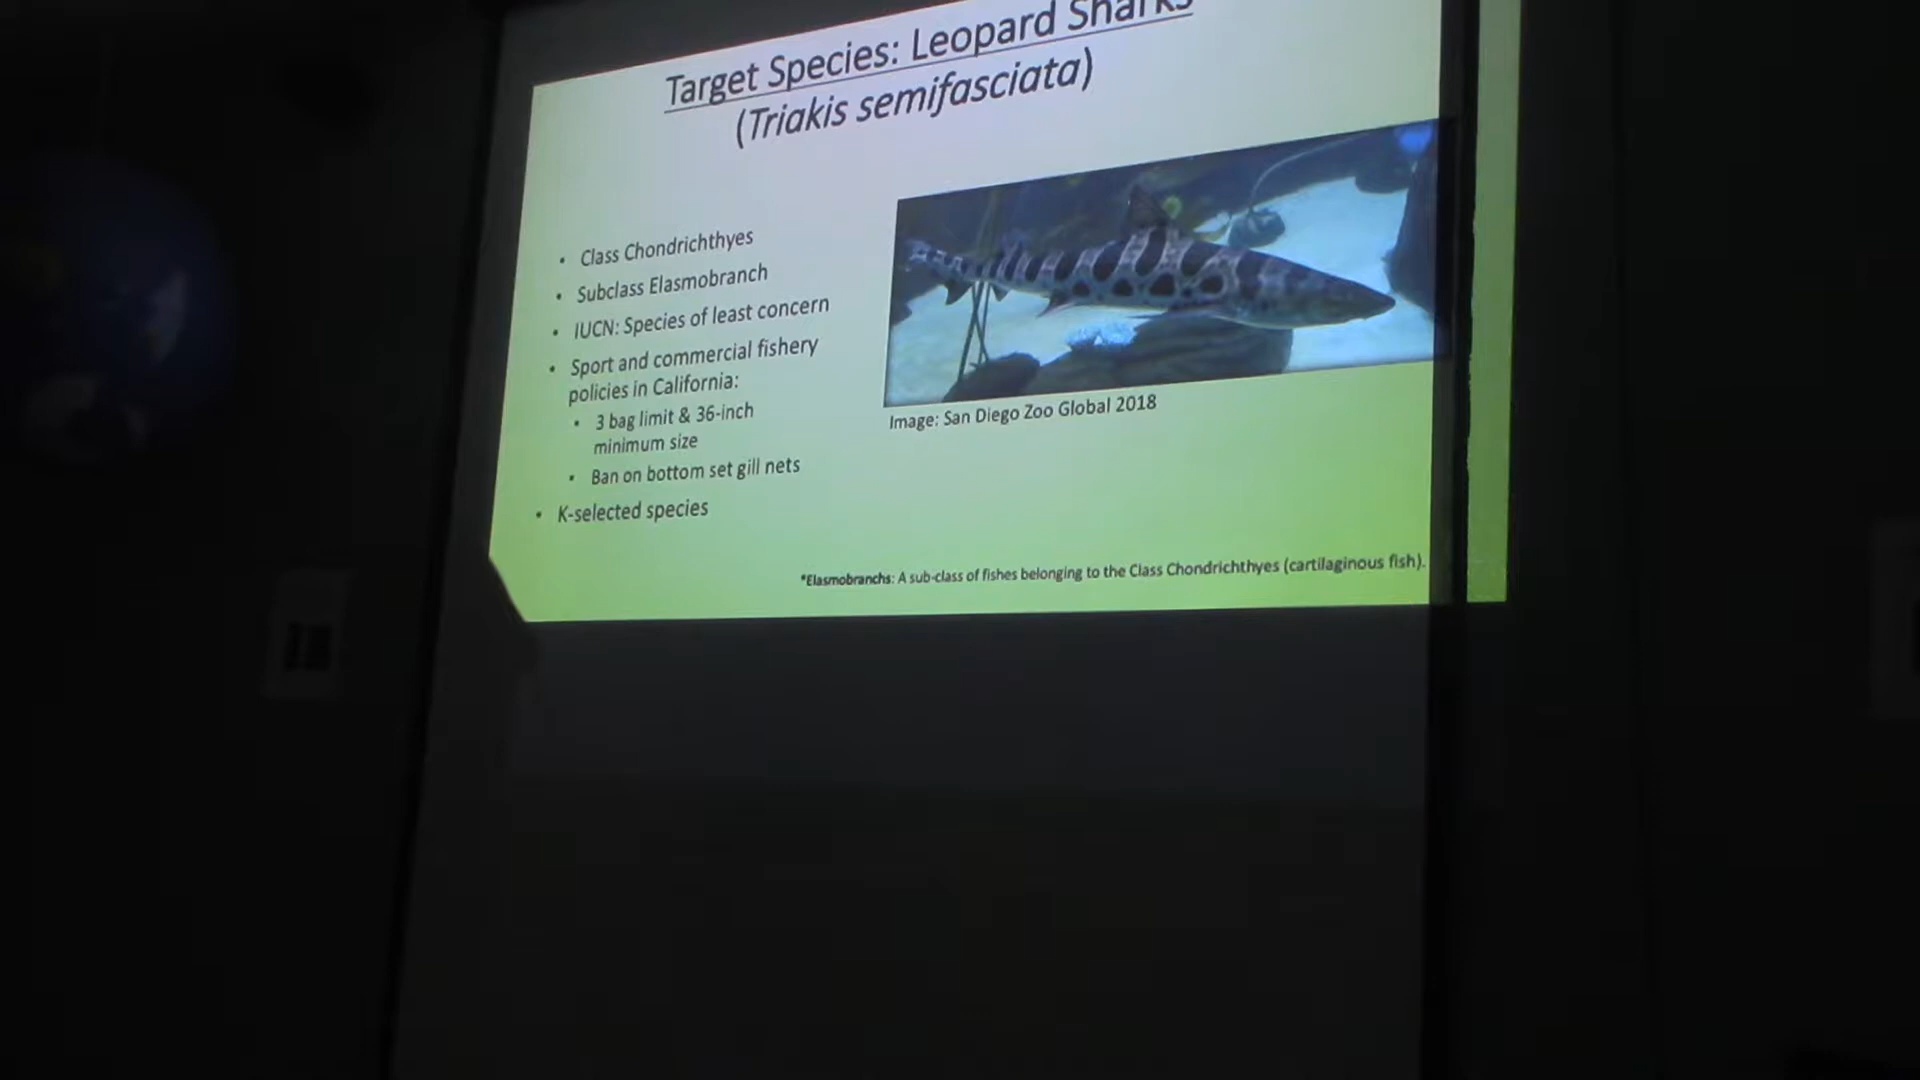 Target Species: Leopard Sharks
(Triakis semifasciata)
• Class Chondrichthyes
• Subclass Elasmobranch
• IUCN: Species of least concern
• Sport and commercial fishery
policies in California:
• 3 bag limit & 36-inch
minimum size
• Ban on bottom set gill nets
• K-selected species
Image: San Diego Zoo Global 2018
*Elasmobranchs: A sub-class of fishes belonging to the Class Chondrichthyes (cartilaginous fish).